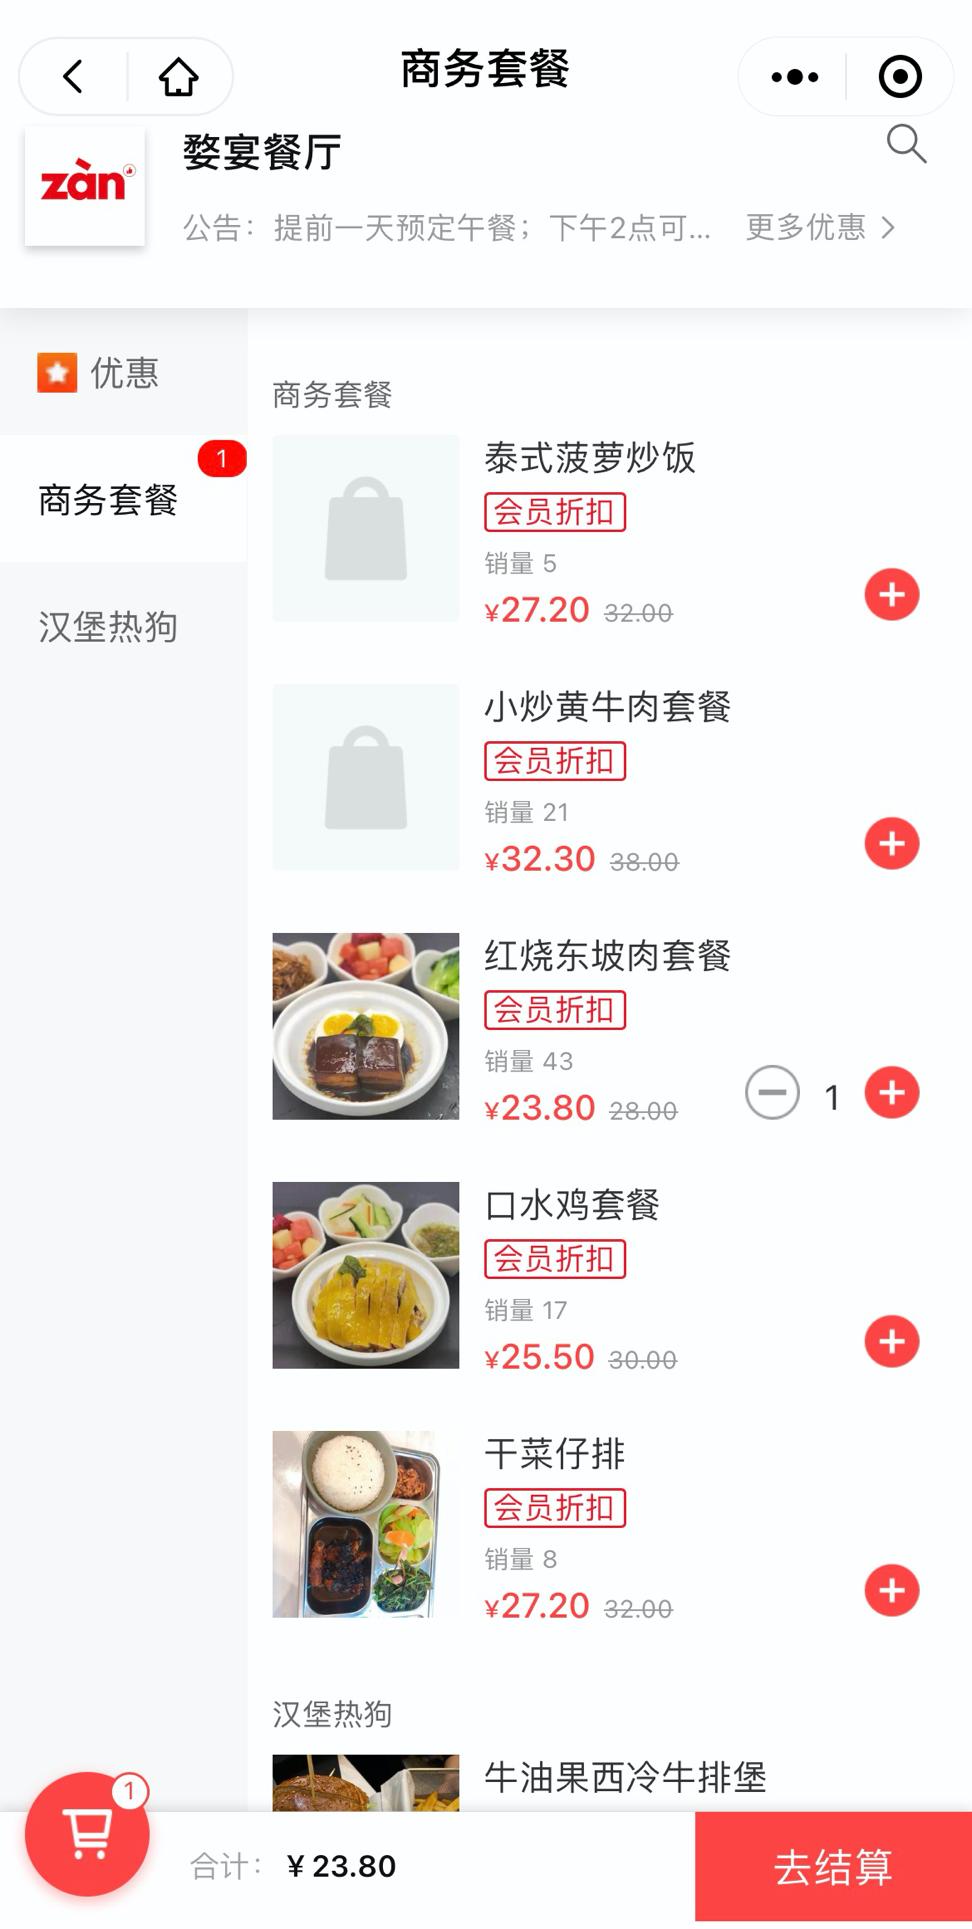 商务套餐
zàn
婺宴餐厅
公告：提前一天预定午餐；下午2点可...
更多优惠
优惠
商务套餐
1
汉堡热狗
商务套餐
泰式菠萝炒饭
会员折扣
销量 5
¥27.20 32.00
小炒黄牛肉套餐
会员折扣
销量 21
¥32.30 38.00
红烧东坡肉套餐
会员折扣
销量 43
¥23.80 28.00
1
口水鸡套餐
会员折扣
销量 17
¥25.50 30.00
干菜仔排
会员折扣
销量 8
¥27.20 32.00
汉堡热狗
牛油果西冷牛排堡
1
合计：¥ 23.80
去结算